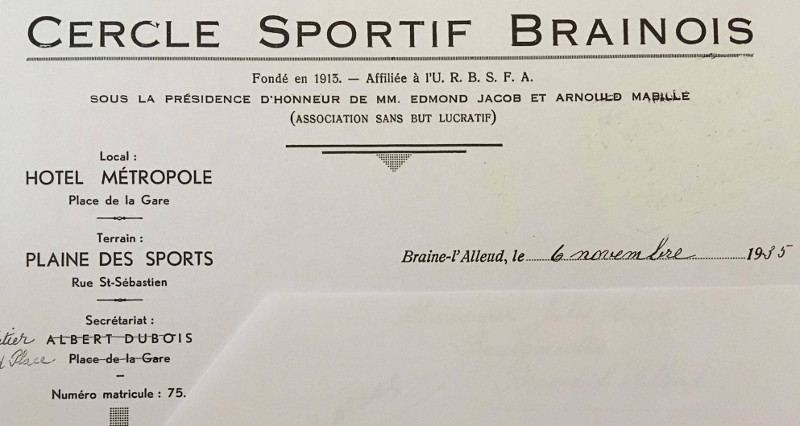 CERCLE SPORTIF BRAINOIS
Fondé en 1913. — Affiliée à l'U. R. B. S. F. A.
SOUS LA PRÉSIDENCE D'HONNEUR DE MM. EDMOND JACOB ET ARNOULD MABILLE
(ASSOCIATION SANS BUT LUCRATIF)
Local :
HOTEL MÉTROPOLE
Place de la Gare
Terrain :
PLAINE DES SPORTS
Rue St-Sébastien
Braine-l'Alleud, le 6 novembre 1935
Secrétariat :
ALBERT DUBOIS
Place
Place de la Gare
Numéro matricule : 75.